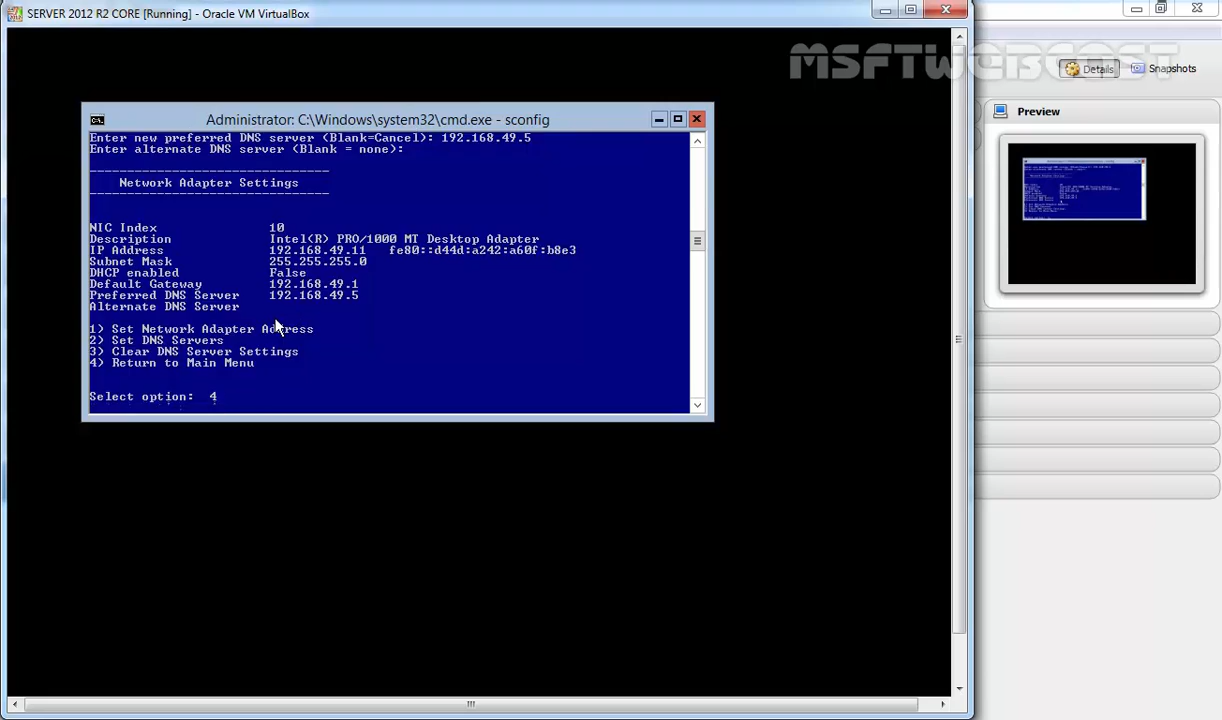 SERVER 2012 R2 CORE [Running] - Oracle VM VirtualBox
MSFTWEBCAST
Details
Snapshots
Preview
Administrator: C:\Windows\system32\cmd.exe - sconfig
Enter new preferred DNS server (Blank=Cancel): 192.168.49.5
Enter alternate DNS server (Blank = none):
--------------------------------
Network Adapter Settings
--------------------------------
NIC Index 10
Description Intel(R) PRO/1000 MT Desktop Adapter
IP Address 192.168.49.11 fe80::d44d:a242:a60f:b8e3
Subnet Mask 255.255.255.0
DHCP enabled False
Default Gateway 192.168.49.1
Preferred DNS Server 192.168.49.5
Alternate DNS Server
1) Set Network Adapter Address
2) Set DNS Servers
3) Clear DNS Server Settings
4) Return to Main Menu
Select option: 4